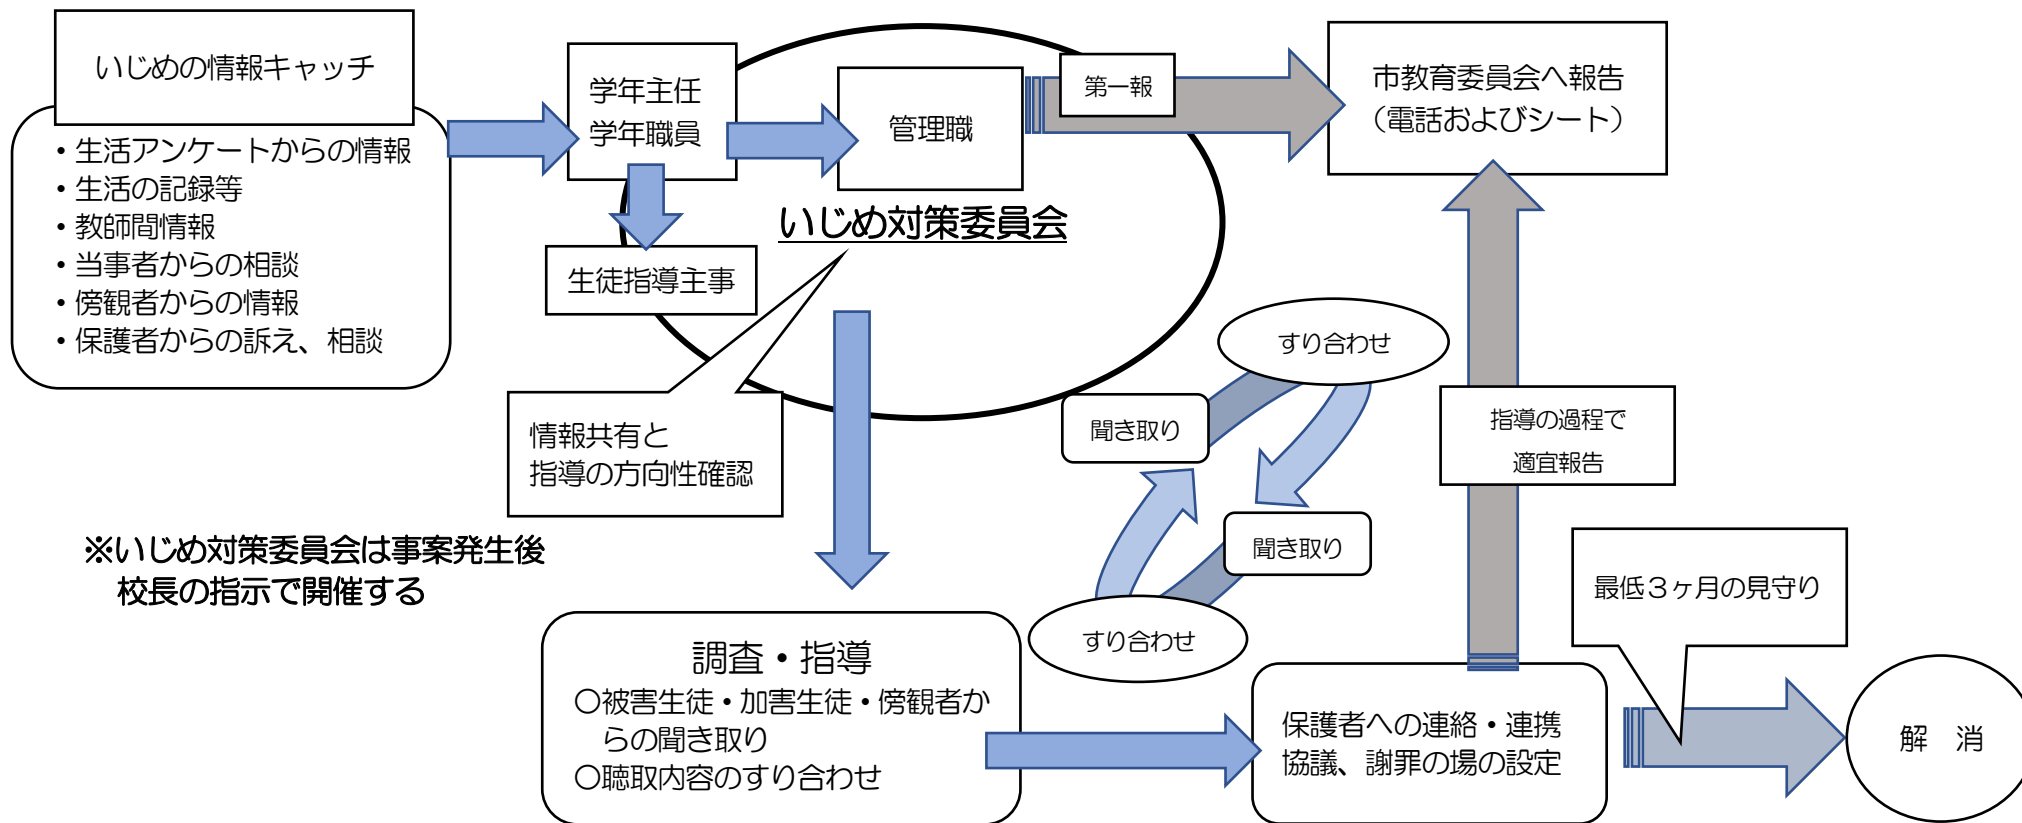 いじめの情報キャッチ
・生活アンケートからの情報
・生活の記録等
・教師間情報
・当事者からの相談
・傍観者からの情報
・保護者からの訴え、相談
学年主任
学年職員
管理職
第一報
市教育委員会へ報告
（電話およびシート）
いじめ対策委員会
生徒指導主事
情報共有と
指導の方向性確認
すり合わせ
聞き取り
聞き取り
すり合わせ
指導の過程で
適宜報告
※いじめ対策委員会は事案発生後
校長の指示で開催する
調査・指導
○被害生徒・加害生徒・傍観者か
らの聞き取り
○聴取内容のすり合わせ
保護者への連絡・連携
協議、謝罪の場の設定
最低３ヶ月の見守り
解　消